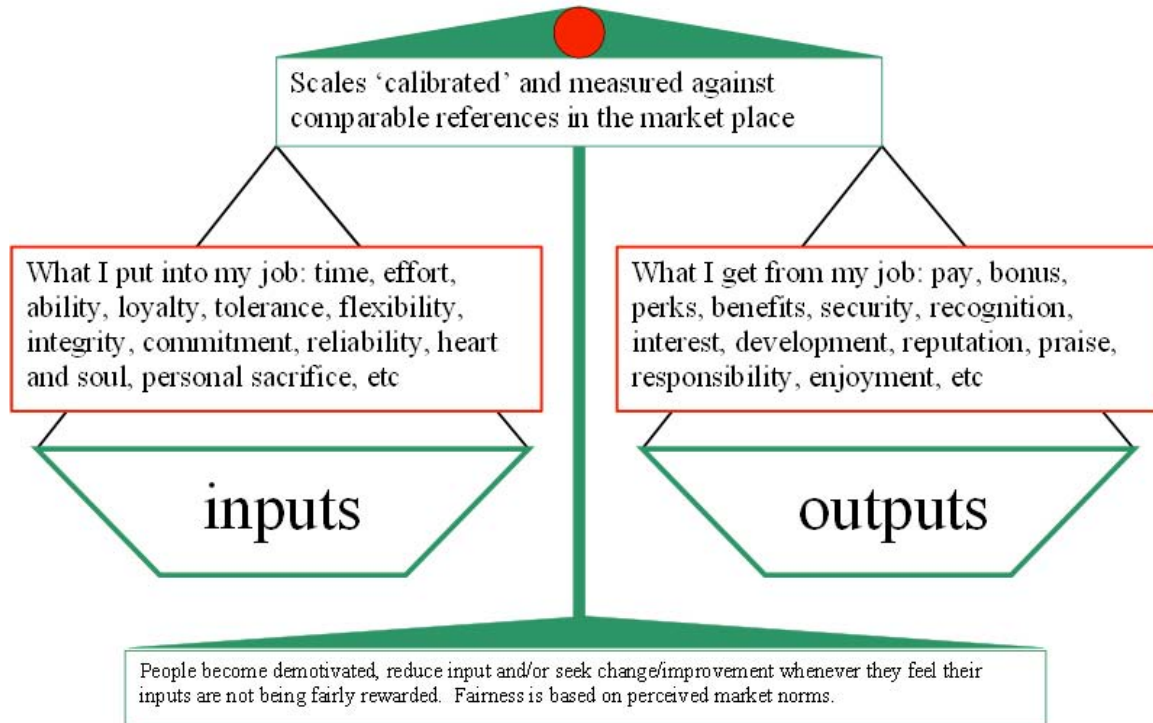 Scales ‘calibrated’ and measured against
comparable references in the market place
What I put into my job: time, effort,
ability, loyalty, tolerance, flexibility,
integrity, commitment, reliability, heart
and soul, personal sacrifice, etc
What I get from my job: pay, bonus,
perks, benefits, security, recognition,
interest, development, reputation, praise,
responsibility, enjoyment, etc
inputs
outputs
People become demotivated, reduce input and/or seek change/improvement whenever they feel their
inputs are not being fairly rewarded.  Fairness is based on perceived market norms.